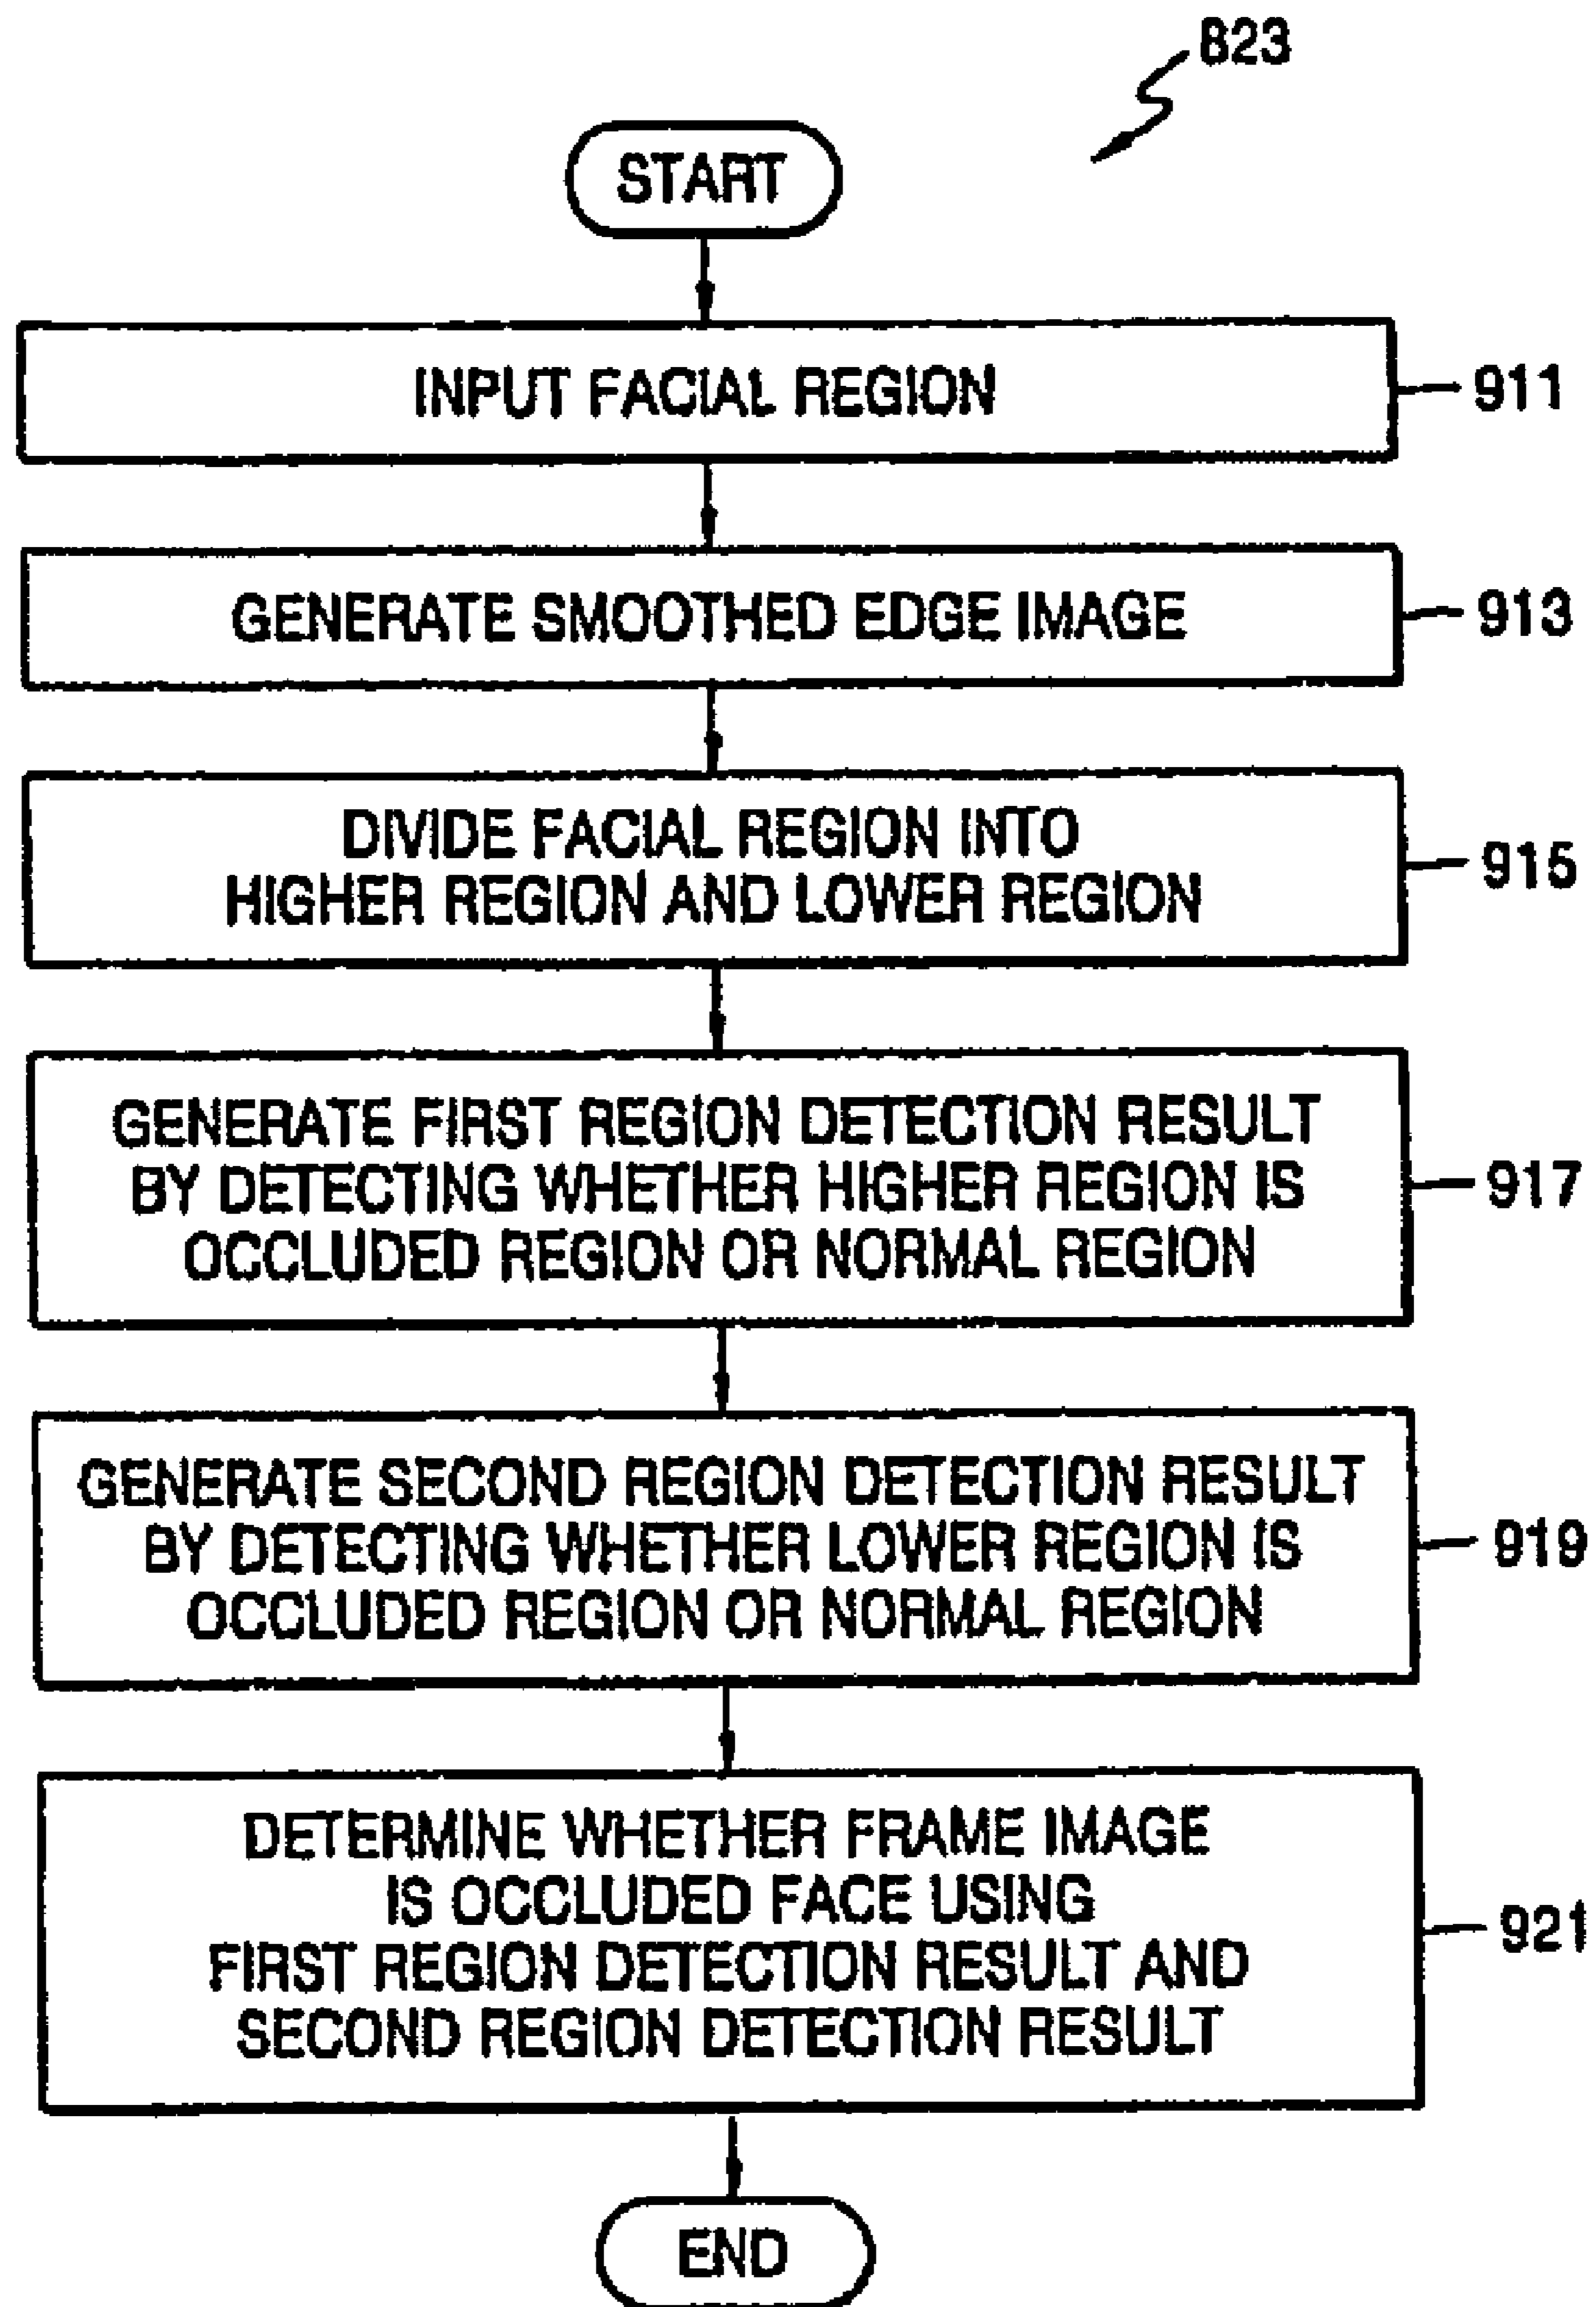 823
START
INPUT FACIAL REGION
911
GENERATE SMOOTHED EDGE IMAGE
913
DIVIDE FACIAL REGION INTO
HIGHER REGION AND LOWER REGION
915
GENERATE FIRST REGION DETECTION RESULT
BY DETECTING WHETHER HIGHER REGION IS
OCCLUDED REGION OR NORMAL REGION
917
GENERATE SECOND REGION DETECTION RESULT
BY DETECTING WHETHER LOWER REGION IS
OCCLUDED REGION OR NORMAL REGION
919
DETERMINE WHETHER FRAME IMAGE
IS OCCLUDED FACE USING
FIRST REGION DETECTION RESULT AND
SECOND REGION DETECTION RESULT
921
END